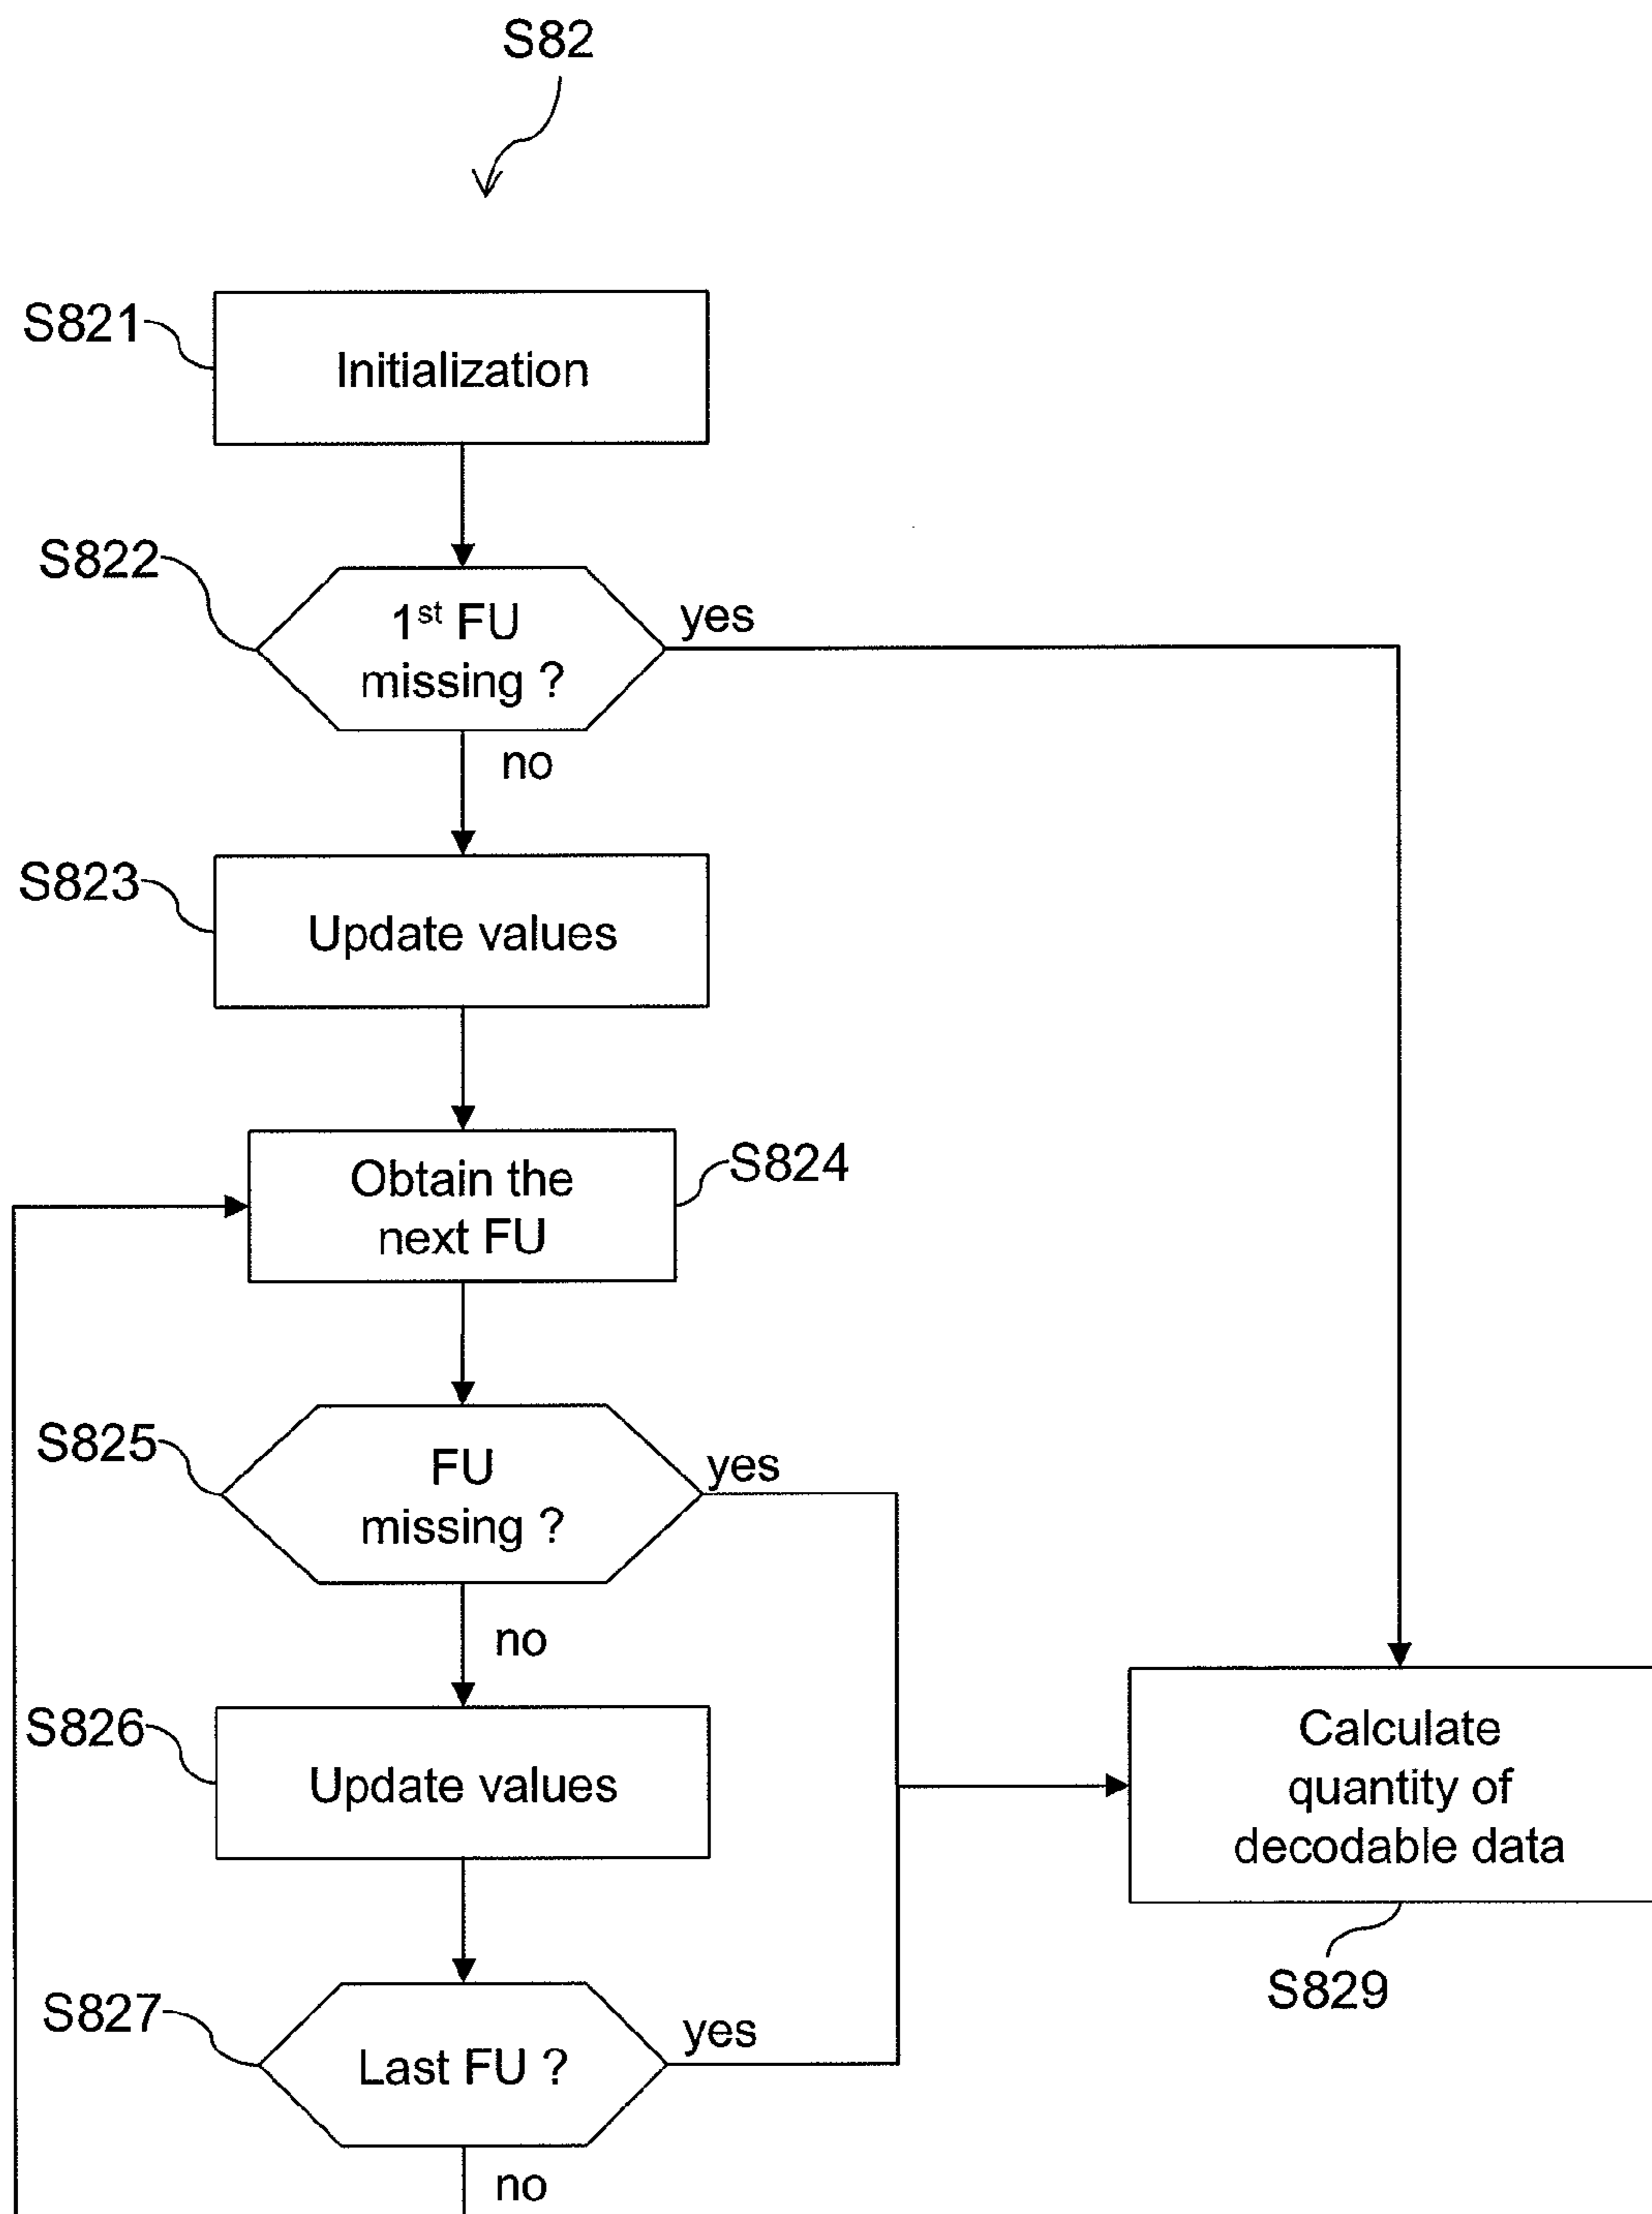 S82
S821
Initialization
S822
1st FU
missing ?
yes
no
S823
Update values
Obtain the
next FU
S824
S825
FU
missing ?
yes
no
S826
Update values
Calculate
quantity of
decodable data
S829
S827
Last FU ?
yes
no